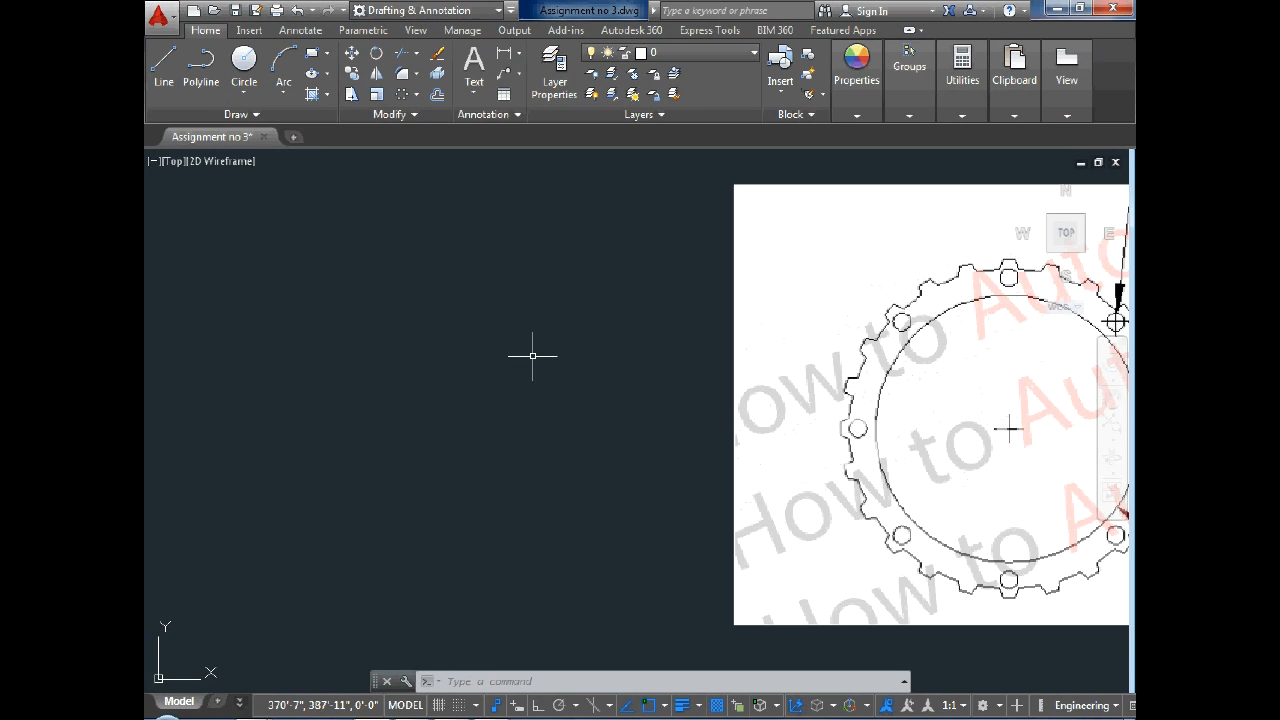 Drafting & Annotation
Assignment no 3.dwg
Type a keyword or phrase
Sign In
Home Insert Annotate Parametric View Manage Output Add-ins Autodesk 360 Express Tools BIM 360 Featured Apps
Line Polyline Circle Arc
Text
Layer Properties
0
Insert
Properties
Groups
Utilities
Clipboard
View
Draw
Modify
Annotation
Layers
Block
Assignment no 3*
[−][Top][2D Wireframe]
N
W TOP E
S
WCS
How to Auto
How to Auto
How to A
Y
X
Type a command
Model
370'-7", 387'-11", 0'-0" MODEL
1:1
Engineering